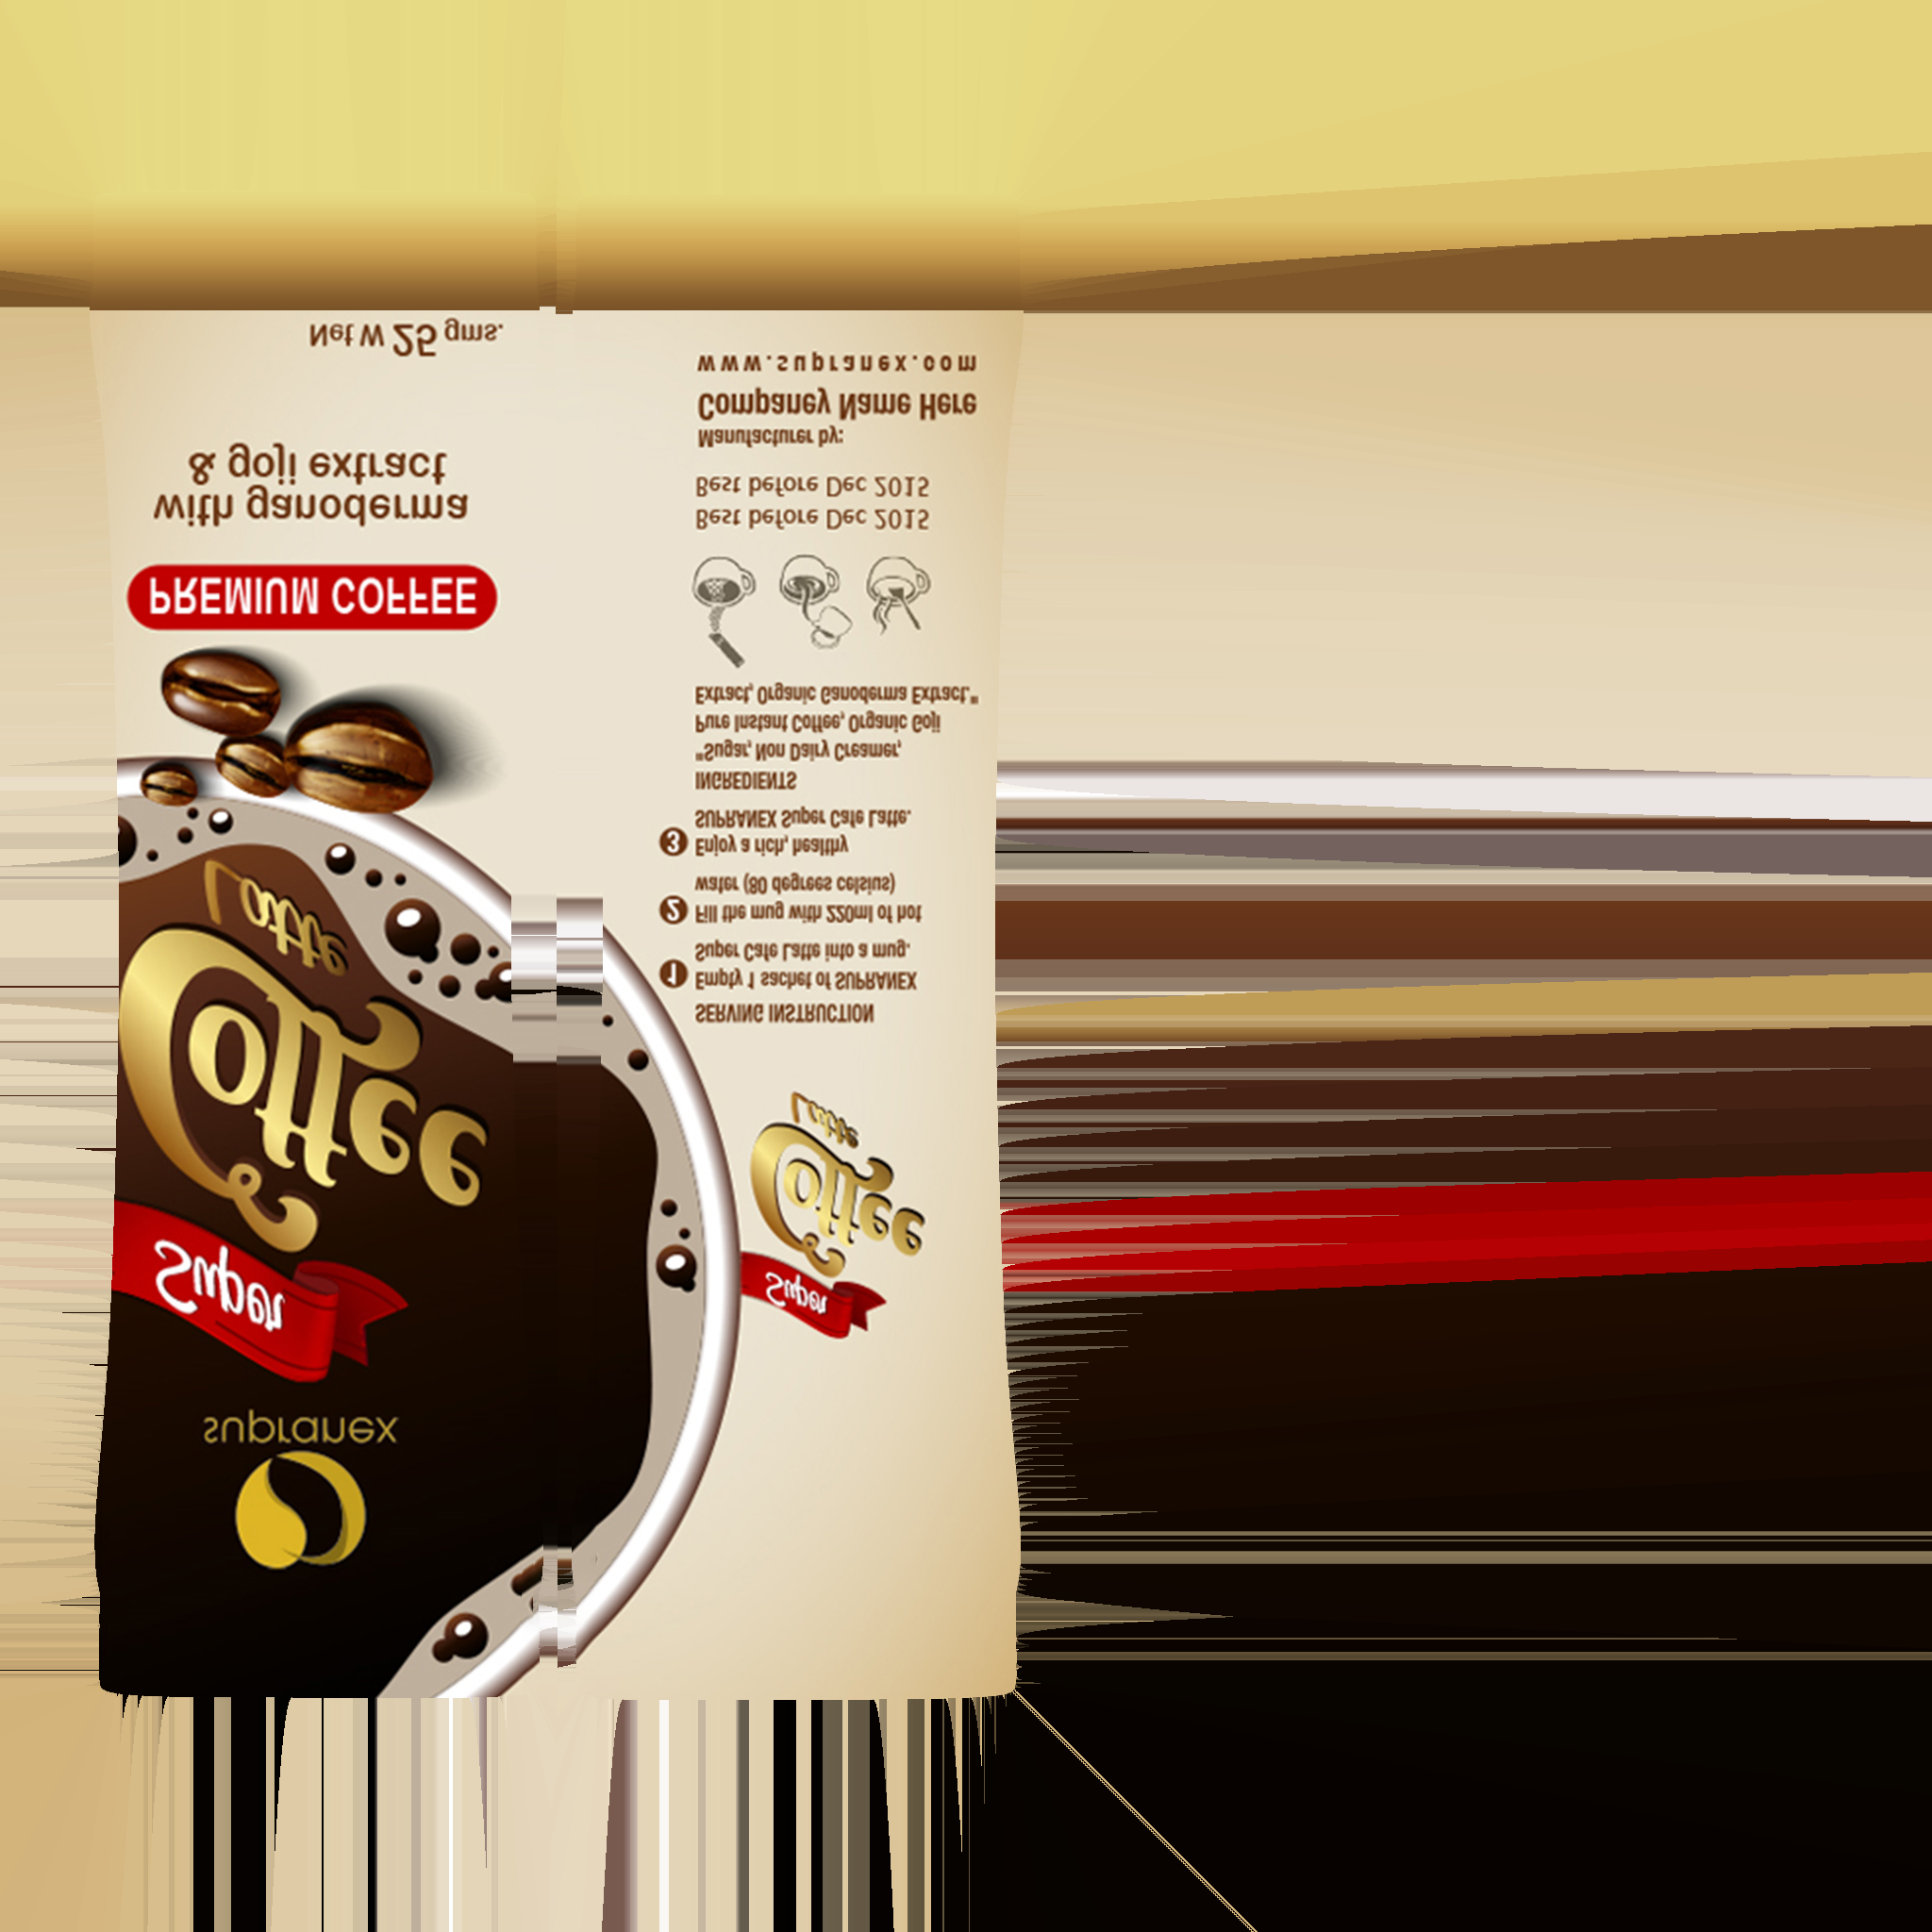 supranex
Super
Coffee
Latte
PREMIUM COFFEE
with ganoderma
& goji extract
Net W 25 gms.
Super
Coffee
Latte
SERVING INSTRUCTION
1 Empty 1 sachet of SUPRANEX
Super Cafe Latte into a mug.
2 Fill the mug with 220ml of hot
water (80 degrees celsius)
3 Enjoy a rich, healthy
SUPRANEX Super Cafe Latte.
INGREDIENTS
"Sugar, Non Dairy Creamer,
Pure Instant Coffee, Organic Goji
Extract, Organic Ganoderma Extract."
Best before Dec 2015
Best before Dec 2015
Manufacturer by:
Companey Name Here
www.supranex.com